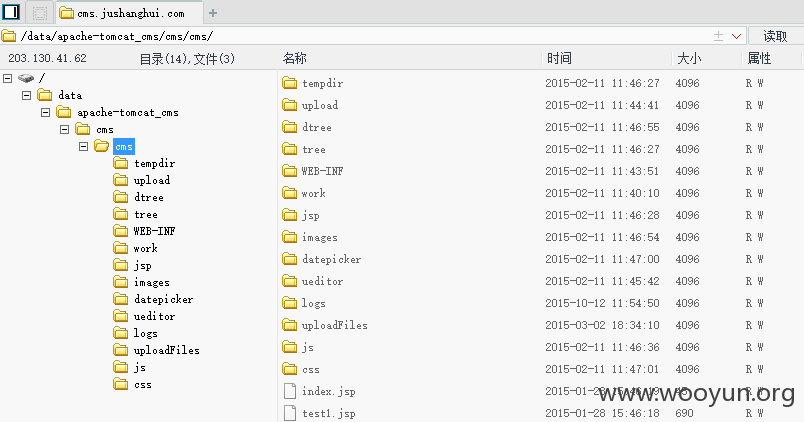 cms.jushanghui.com
/data/apache-tomcat_cms/cms/cms/
读取
203.130.41.62 目录(14),文件(3) 名称 时间 大小 属性
/
data
apache-tomcat_cms
cms
cms
tempdir
upload
dtree
tree
WEB-INF
work
jsp
images
datepicker
ueditor
logs
uploadFiles
js
css
tempdir 2015-02-11 11:46:27 4096 R W
upload 2015-02-11 11:44:41 4096 R W
dtree 2015-02-11 11:46:55 4096 R W
tree 2015-02-11 11:46:27 4096 R W
WEB-INF 2015-02-11 11:43:51 4096 R W
work 2015-02-11 11:40:10 4096 R W
jsp 2015-02-11 11:46:28 4096 R W
images 2015-02-11 11:46:54 4096 R W
datepicker 2015-02-11 11:47:00 4096 R W
ueditor 2015-02-11 11:45:42 4096 R W
logs 2015-10-12 11:54:50 4096 R W
uploadFiles 2015-03-02 18:34:10 4096 R W
js 2015-02-11 11:46:36 4096 R W
css 2015-02-11 11:47:01 4096 R W
index.jsp 2015-01-28 15:46:19 R W
test1.jsp 2015-01-28 15:46:18 690 R W
www.wooyun.org